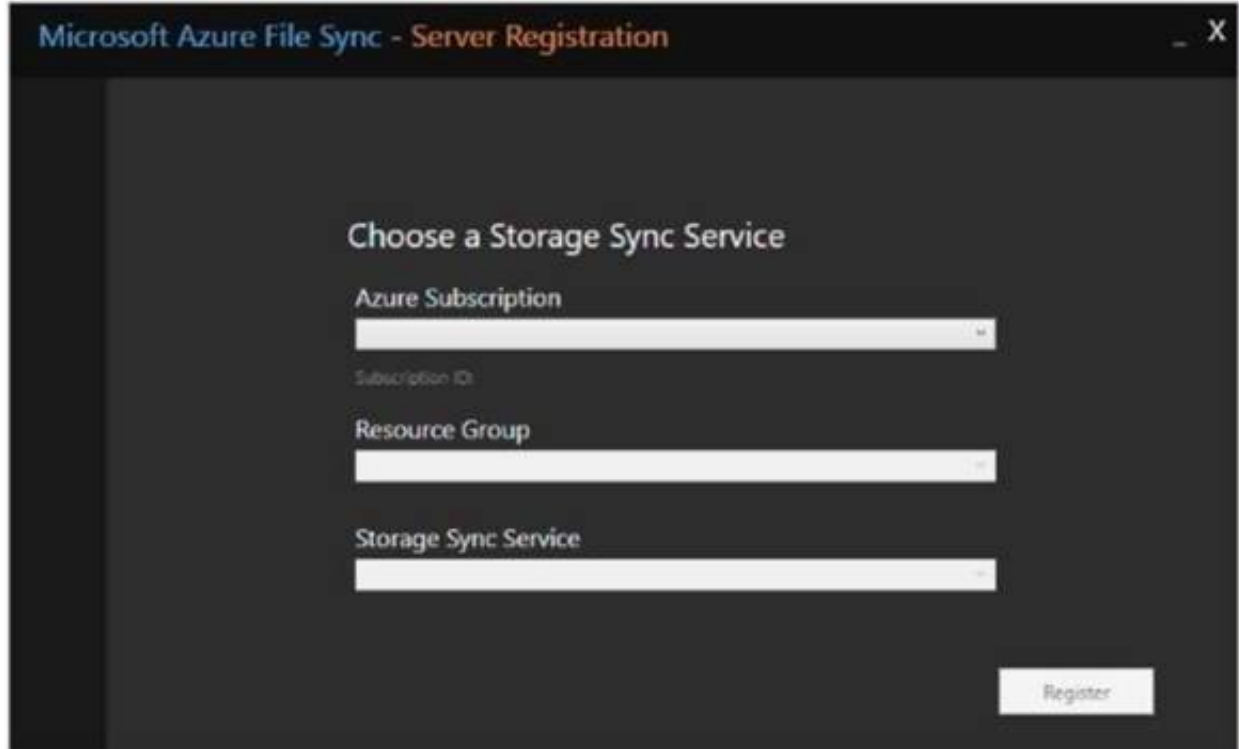 Microsoft Azure File Sync - Server Registration _ X
Choose a Storage Sync Service
Azure Subscription
Subscription ID:
Resource Group
Storage Sync Service
Register